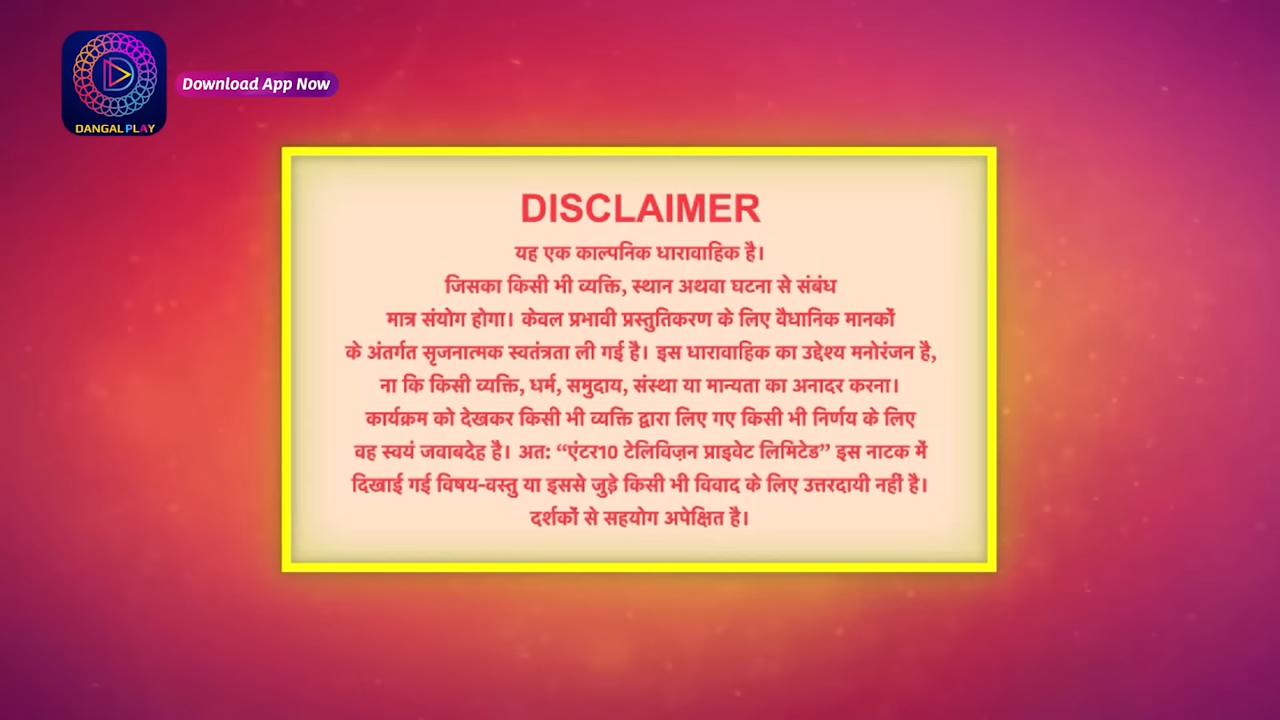 DANGAL PLAY
Download App Now
DISCLAIMER
यह एक काल्पनिक धारावाहिक है।
जिसका किसी भी व्यक्ति, स्थान अथवा घटना से संबंध
मात्र संयोग होगा। केवल प्रभावी प्रस्तुतिकरण के लिए वैधानिक मानकों
के अंतर्गत सृजनात्मक स्वतंत्रता ली गई है। इस धारावाहिक का उद्देश्य मनोरंजन है,
ना कि किसी व्यक्ति, धर्म, समुदाय, संस्था या मान्यता का अनादर करना।
कार्यक्रम को देखकर किसी भी व्यक्ति द्वारा लिए गए किसी भी निर्णय के लिए
वह स्वयं जवाबदेह है। अत: “एंटर10 टेलिविज़न प्राइवेट लिमिटेड” इस नाटक में
दिखाई गई विषय-वस्तु या इससे जुड़े किसी भी विवाद के लिए उत्तरदायी नहीं है।
दर्शकों से सहयोग अपेक्षित है।